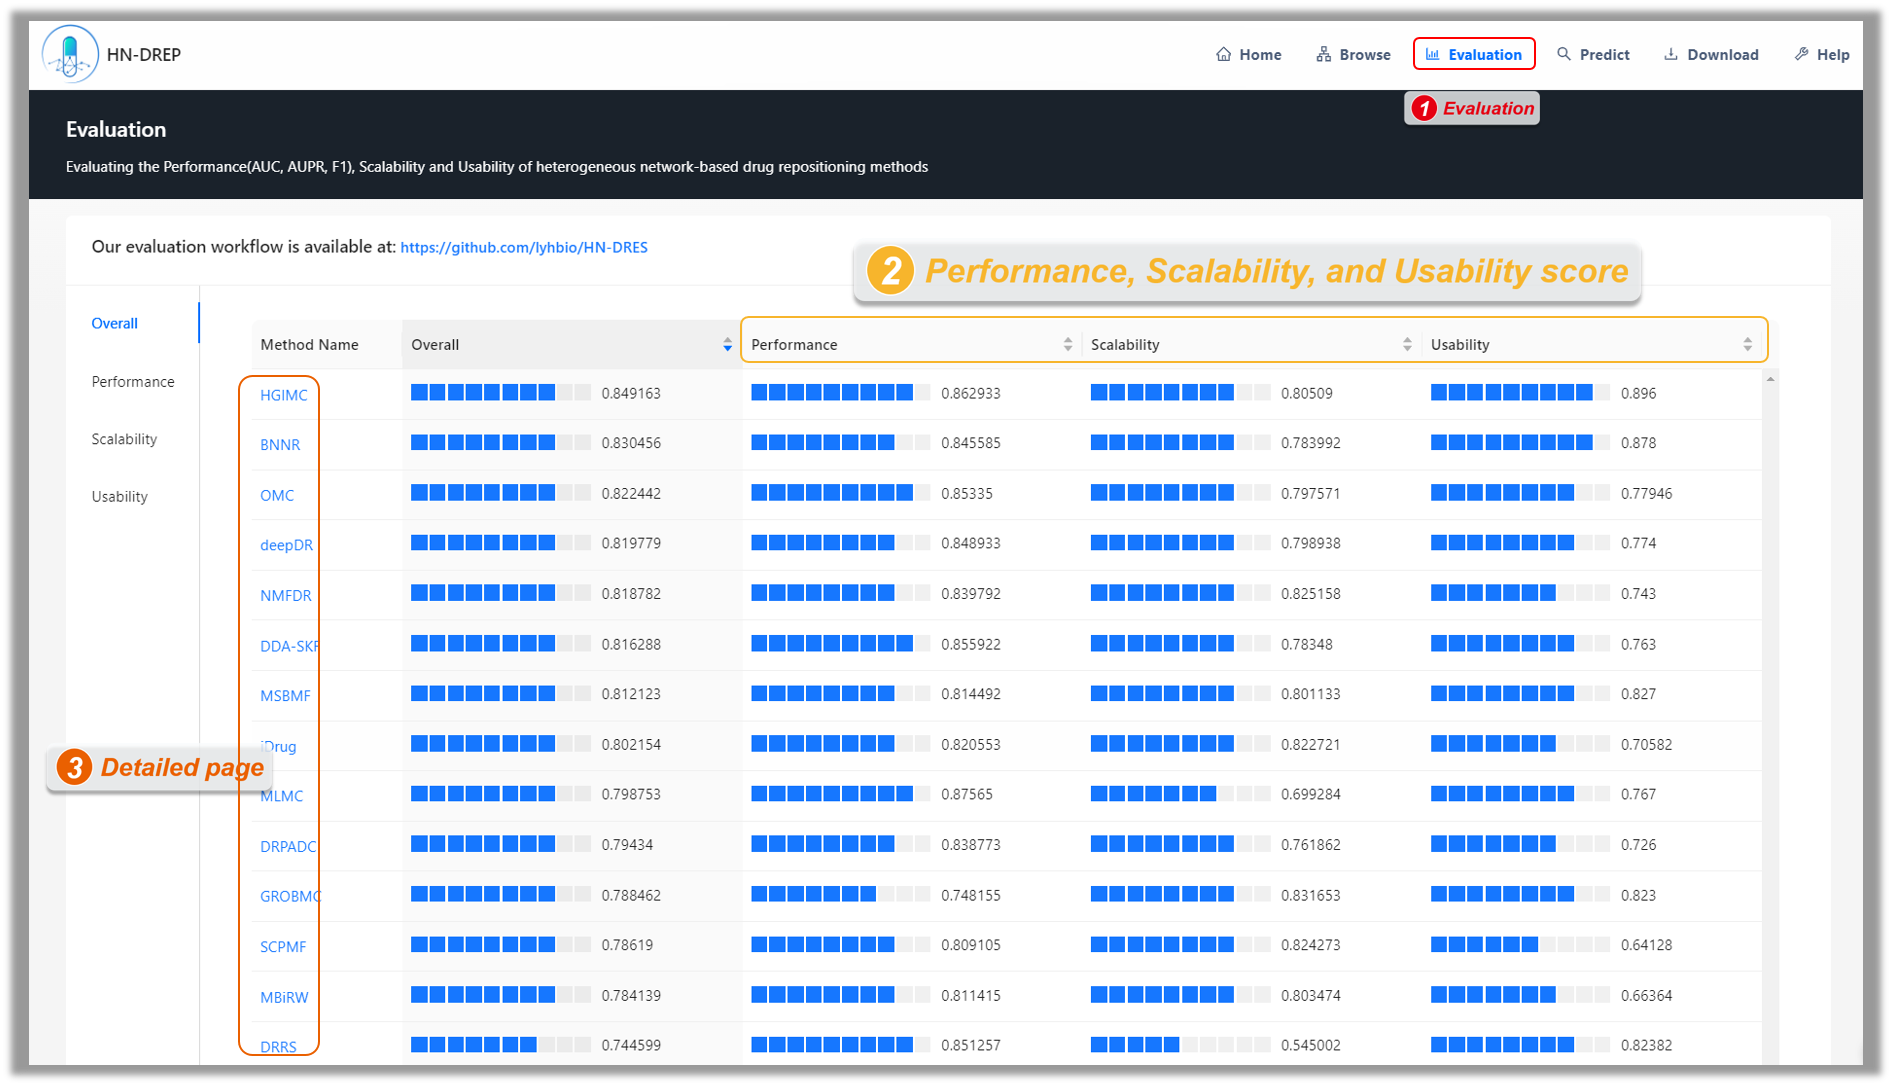 HN-DREP
Home Browse Evaluation Predict Download Help
1 Evaluation
Evaluation
Evaluating the Performance(AUC, AUPR, F1), Scalability and Usability of heterogeneous network-based drug repositioning methods
Our evaluation workflow is available at: https://github.com/lyhbio/HN-DRES
2 Performance, Scalability, and Usability score
Overall
Performance
Scalability
Usability
3 Detailed page
Method Name Overall Performance Scalability Usability
HGIMC 0.849163 0.862933 0.80509 0.896
BNNR 0.830456 0.845585 0.783992 0.878
OMC 0.822442 0.85335 0.797571 0.77946
deepDR 0.819779 0.848933 0.798938 0.774
NMFDR 0.818782 0.839792 0.825158 0.743
DDA-SKF 0.816288 0.855922 0.78348 0.763
MSBMF 0.812123 0.814492 0.801133 0.827
iDrug 0.802154 0.820553 0.822721 0.70582
MLMC 0.798753 0.87565 0.699284 0.767
DRPADC 0.79434 0.838773 0.761862 0.726
GROBMC 0.788462 0.748155 0.831653 0.823
SCPMF 0.78619 0.809105 0.824273 0.64128
MBiRW 0.784139 0.811415 0.803474 0.66364
DRRS 0.744599 0.851257 0.545002 0.82382